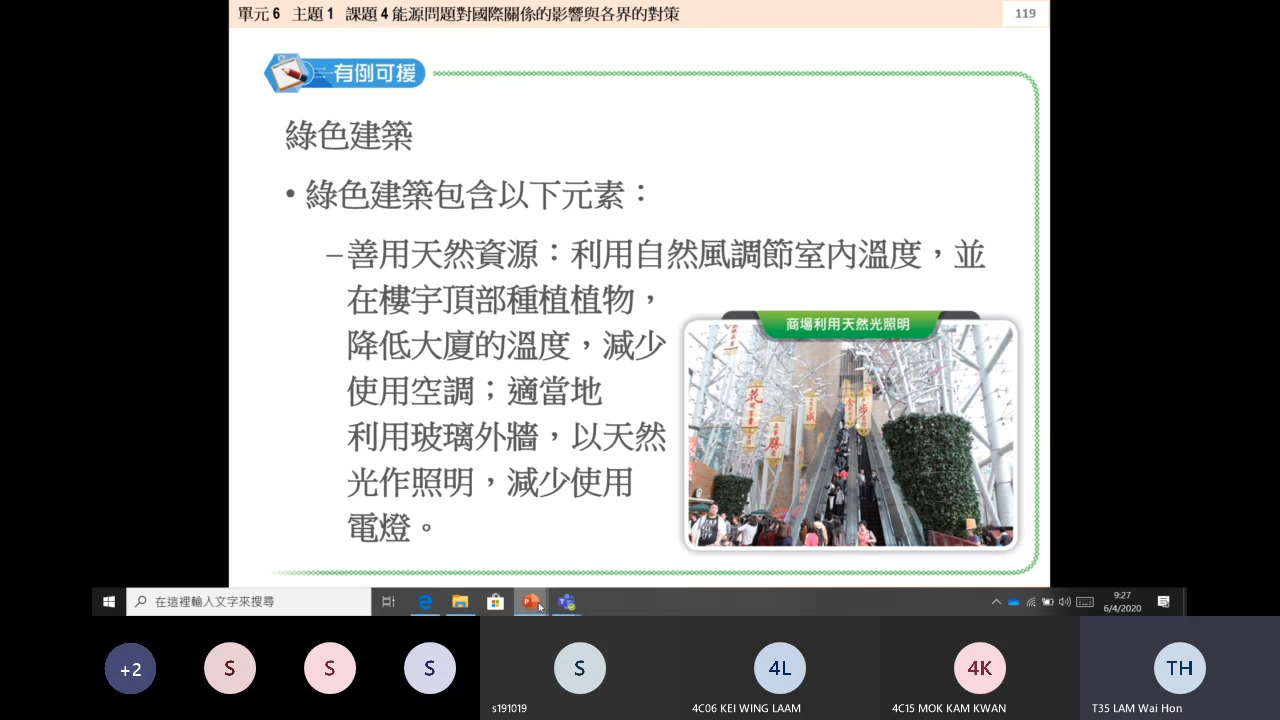 單元 6 主題 1 課題 4 能源問題對國際關係的影響與各界的對策
119
有例可援
綠色建築
• 綠色建築包含以下元素：
–善用天然資源：利用自然風調節室內溫度，並
在樓宇頂部種植植物，
降低大廈的溫度，減少
使用空調；適當地
利用玻璃外牆，以天然
光作照明，減少使用
電燈。
商場利用天然光照明
花
勝
步
在這裡輸入文字來搜尋
9:27
6/4/2020
+2
S
S
S
S
4L
4K
TH
s191019
4C06 KEI WING LAAM
4C15 MOK KAM KWAN
T35 LAM Wai Hon